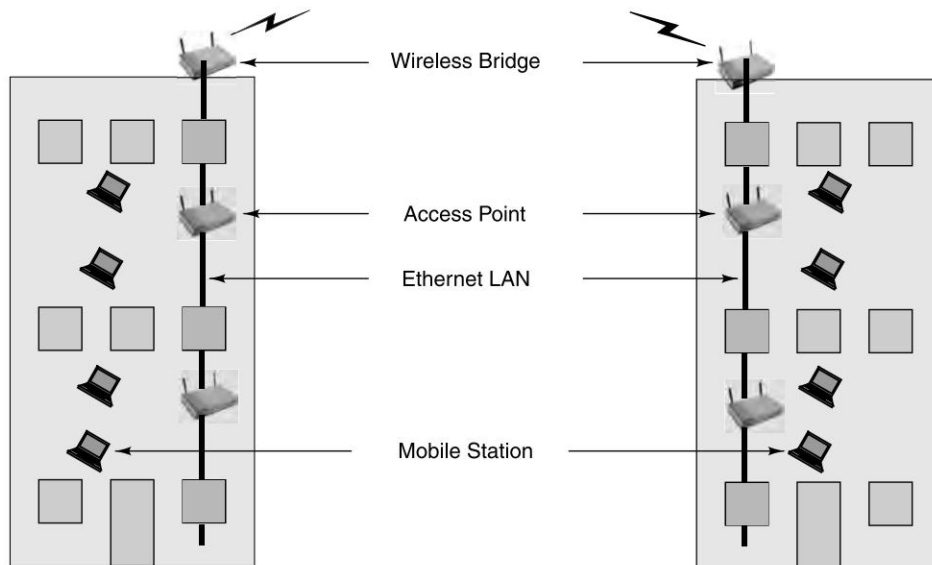 Wireless Bridge
Access Point
Ethernet LAN
Mobile Station